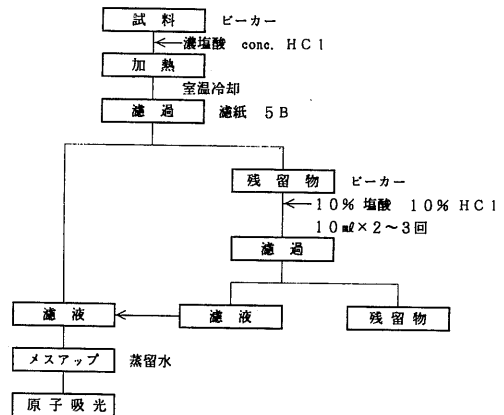 試料 ビーカー
濃塩酸 conc. HCl
加熱
室温冷却
濾過 濾紙 5B
残留物 ビーカー
10%塩酸 10%HCl
10㎖×2~3回
濾過
濾液 濾液 残留物
メスアップ 蒸留水
原子吸光